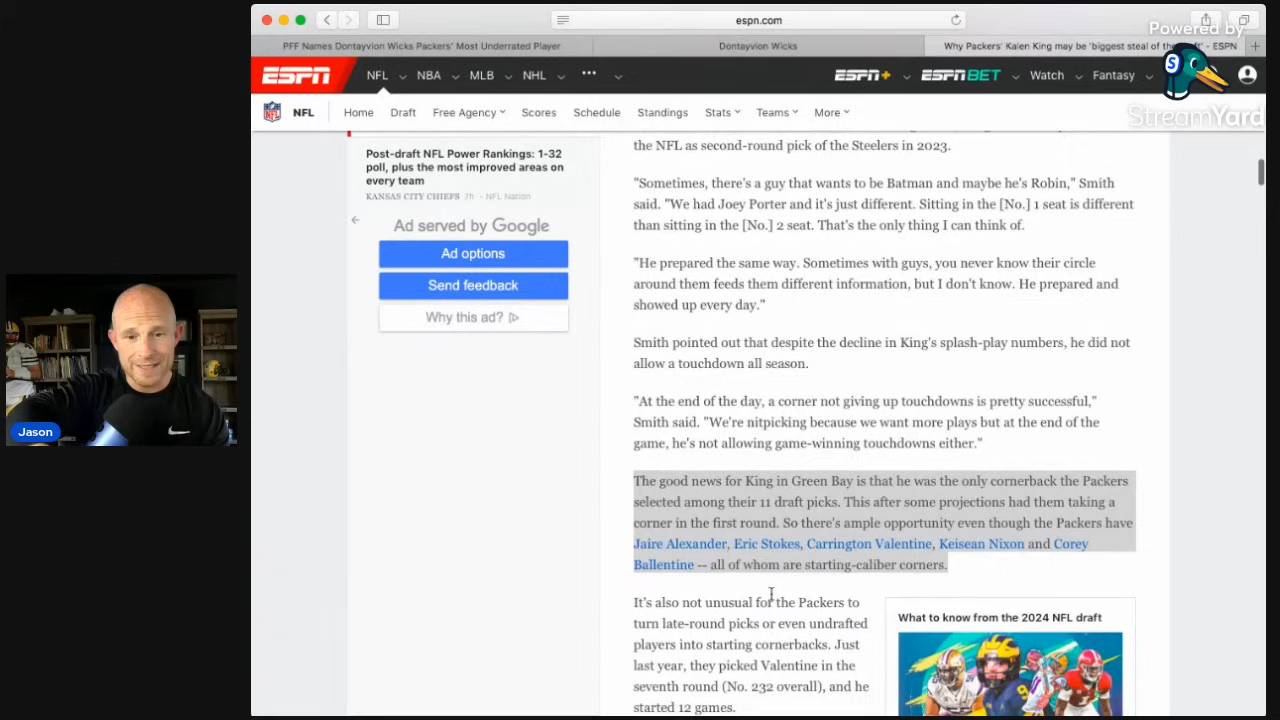 espn.com
Powered by
StreamYard
PFF Names Dontayvion Wicks Packers' Most Underrated Player
Dontayvion Wicks
Why Packers' Kalen King may be 'biggest steal of the draft' - ESPN
ESPN
NFL
NBA
MLB
NHL
•••
ESPN+
ESPN BET
Watch
Fantasy
NFL
Home
Draft
Free Agency
Scores
Schedule
Standings
Stats
Teams
More
Post-draft NFL Power Rankings: 1-32
poll, plus the most improved areas on
every team
KANSAS CITY CHIEFS 7h - NFL Nation
Ad served by Google
Ad options
Send feedback
Why this ad?
the NFL as second-round pick of the Steelers in 2023.
"Sometimes, there's a guy that wants to be Batman and maybe he's Robin," Smith
said. "We had Joey Porter and it's just different. Sitting in the [No.] 1 seat is different
than sitting in the [No.] 2 seat. That's the only thing I can think of.
"He prepared the same way. Sometimes with guys, you never know their circle
around them feeds them different information, but I don't know. He prepared and
showed up every day."
Smith pointed out that despite the decline in King's splash-play numbers, he did not
allow a touchdown all season.
"At the end of the day, a corner not giving up touchdowns is pretty successful,"
Smith said. "We're nitpicking because we want more plays but at the end of the
game, he's not allowing game-winning touchdowns either."
The good news for King in Green Bay is that he was the only cornerback the Packers
selected among their 11 draft picks. This after some projections had them taking a
corner in the first round. So there's ample opportunity even though the Packers have
Jaire Alexander, Eric Stokes, Carrington Valentine, Keisean Nixon and Corey
Ballentine -- all of whom are starting-caliber corners.
It's also not unusual for the Packers to
turn late-round picks or even undrafted
players into starting cornerbacks. Just
last year, they picked Valentine in the
seventh round (No. 232 overall), and he
started 12 games.
What to know from the 2024 NFL draft
Jason